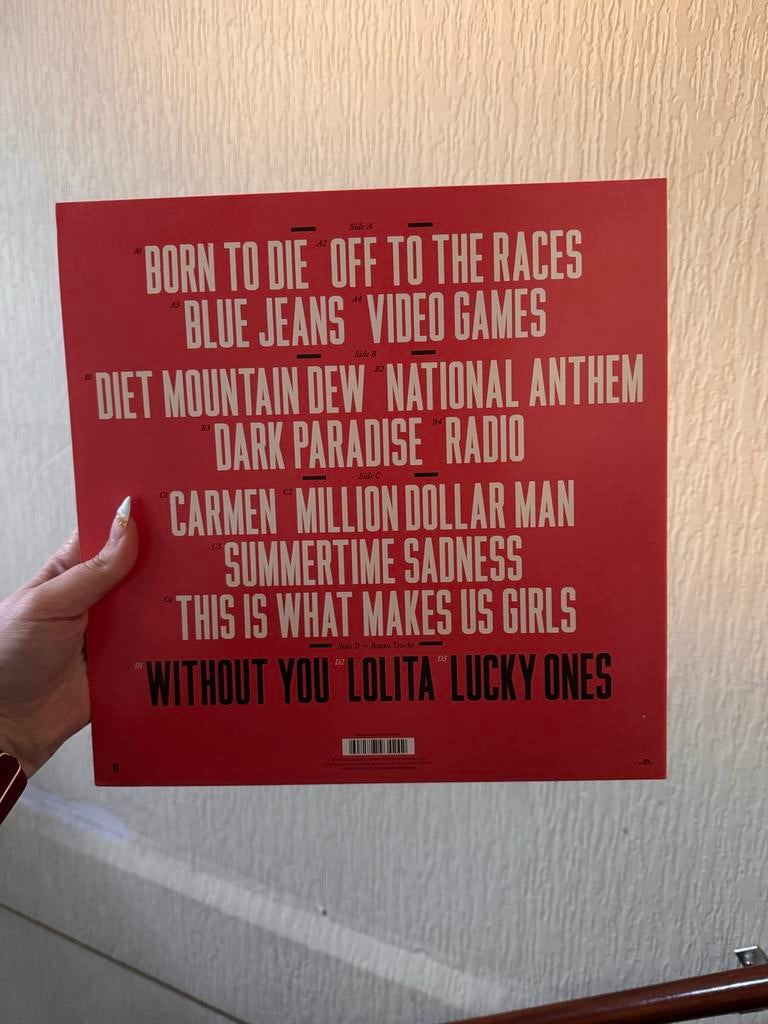 Side A
A1 BORN TO DIE A2 OFF TO THE RACES
A3 BLUE JEANS A4 VIDEO GAMES
Side B
B1 DIET MOUNTAIN DEW B2 NATIONAL ANTHEM
B3 DARK PARADISE B4 RADIO
Side C
C1 CARMEN C2 MILLION DOLLAR MAN
C3 SUMMERTIME SADNESS
C4 THIS IS WHAT MAKES US GIRLS
Side D — Bonus Tracks
D1 WITHOUT YOU D2 LOLITA D3 LUCKY ONES